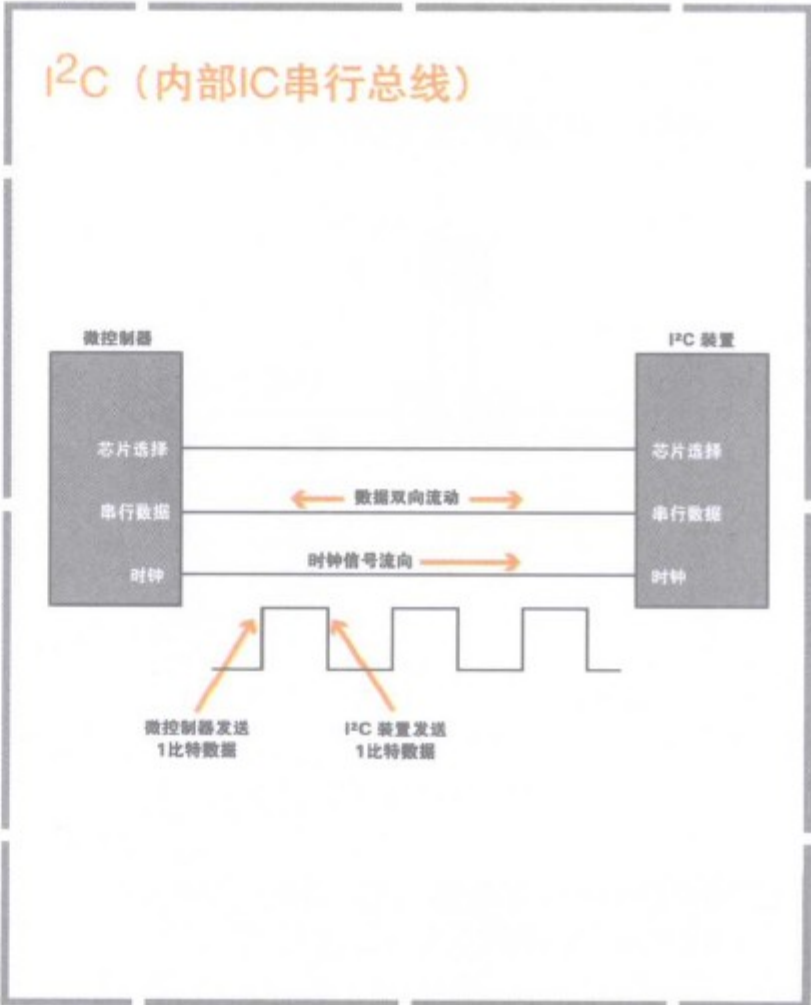 I²C（内部IC串行总线）
微控制器
I²C 装置
芯片选择
芯片选择
数据双向流动
串行数据
串行数据
时钟信号流向
时钟
时钟
微控制器发送
1比特数据
I²C 装置发送
1比特数据